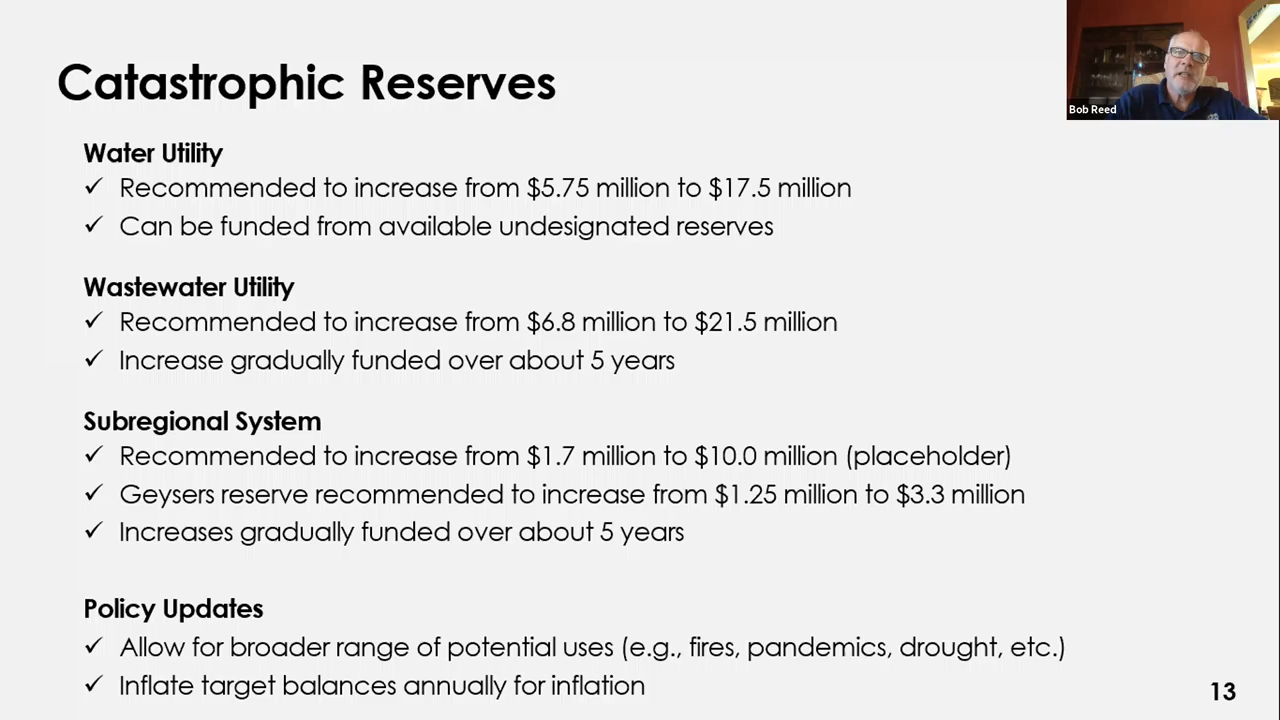 Catastrophic Reserves
Bob Reed
Water Utility
✓ Recommended to increase from $5.75 million to $17.5 million
✓ Can be funded from available undesignated reserves
Wastewater Utility
✓ Recommended to increase from $6.8 million to $21.5 million
✓ Increase gradually funded over about 5 years
Subregional System
✓ Recommended to increase from $1.7 million to $10.0 million (placeholder)
✓ Geysers reserve recommended to increase from $1.25 million to $3.3 million
✓ Increases gradually funded over about 5 years
Policy Updates
✓ Allow for broader range of potential uses (e.g., fires, pandemics, drought, etc.)
✓ Inflate target balances annually for inflation
13